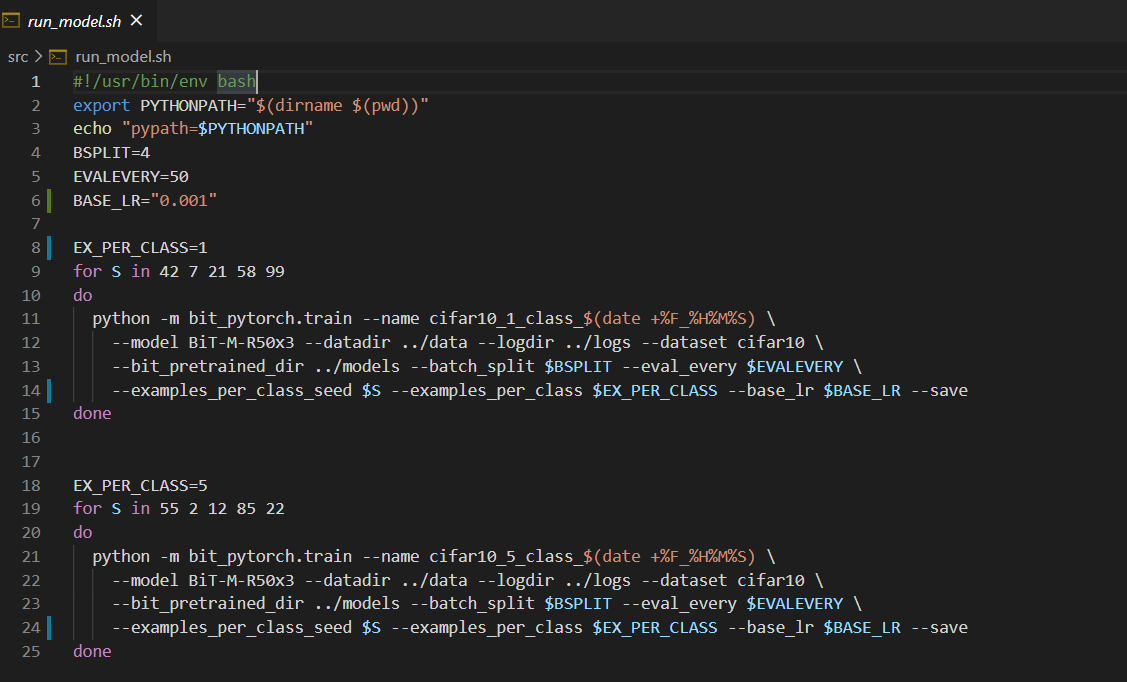 run_model.sh
src > run_model.sh
1 #!/usr/bin/env bash
2 export PYTHONPATH="$(dirname $(pwd))"
3 echo "pypath=$PYTHONPATH"
4 BSPLIT=4
5 EVALEVERY=50
6 BASE_LR="0.001"
7
8 EX_PER_CLASS=1
9 for S in 42 7 21 58 99
10 do
11   python -m bit_pytorch.train --name cifar10_1_class_$(date +%F_%H%M%S) \
12     --model BiT-M-R50x3 --datadir ../data --logdir ../logs --dataset cifar10 \
13     --bit_pretrained_dir ../models --batch_split $BSPLIT --eval_every $EVALEVERY \
14     --examples_per_class_seed $S --examples_per_class $EX_PER_CLASS --base_lr $BASE_LR --save
15 done
16
17
18 EX_PER_CLASS=5
19 for S in 55 2 12 85 22
20 do
21   python -m bit_pytorch.train --name cifar10_5_class_$(date +%F_%H%M%S) \
22     --model BiT-M-R50x3 --datadir ../data --logdir ../logs --dataset cifar10 \
23     --bit_pretrained_dir ../models --batch_split $BSPLIT --eval_every $EVALEVERY \
24     --examples_per_class_seed $S --examples_per_class $EX_PER_CLASS --base_lr $BASE_LR --save
25 done